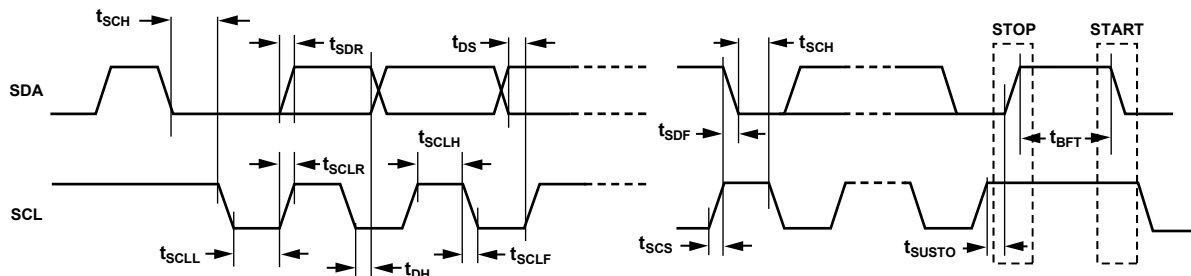 tSCH
tSDR
tDS
tSCH
STOP
START
SDA
tSDF
tBFT
tSCLR
tSCLH
SCL
tSCLL
tDH
tSCLF
tSCS
tSUSTO